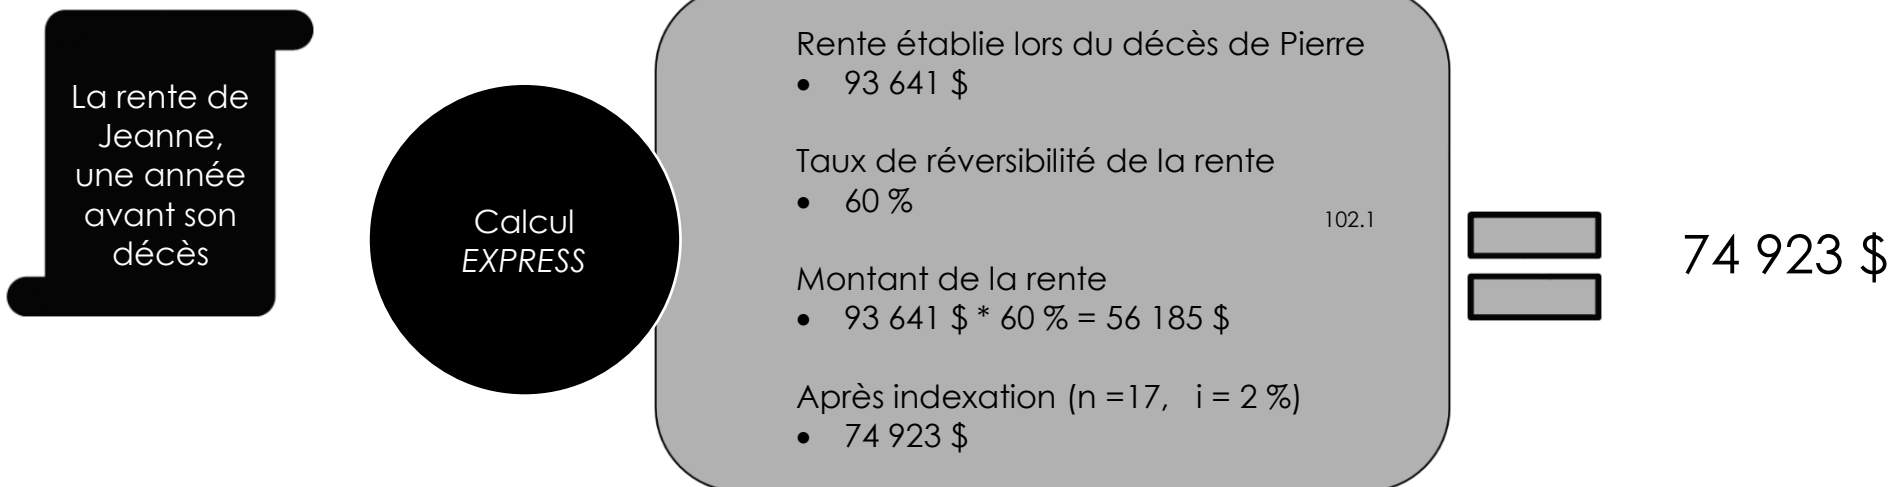 La rente de
Jeanne,
une année
avant son
décès
Calcul
EXPRESS
Rente établie lors du décès de Pierre
• 93 641 $
Taux de réversibilité de la rente
• 60 %
102.1
Montant de la rente
• 93 641 $ * 60 % = 56 185 $
Après indexation (n =17, i = 2 %)
• 74 923 $
74 923 $